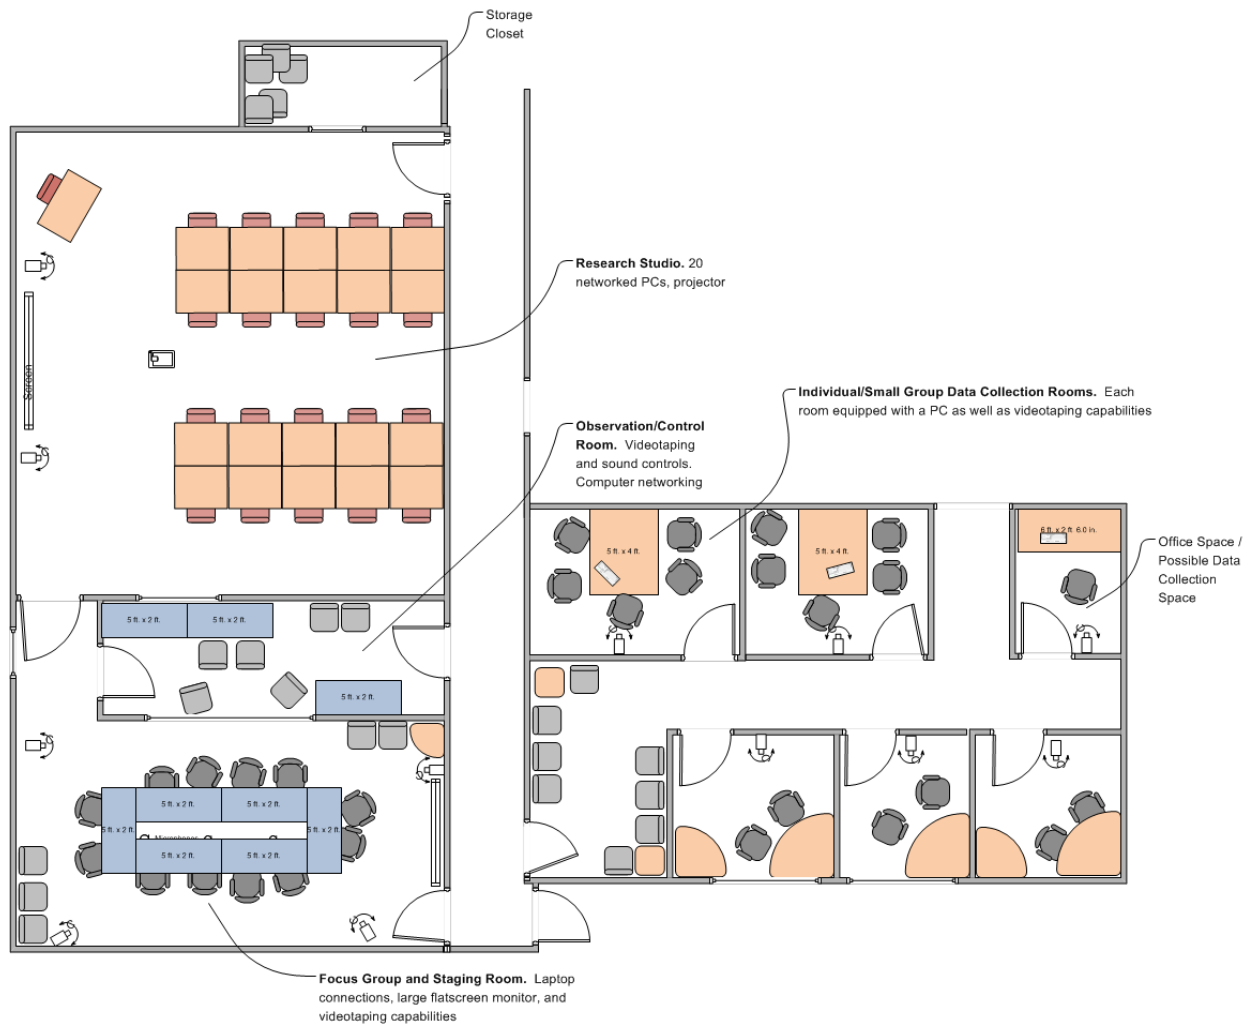 Storage
Closet
Research Studio. 20
networked PCs, projector
Screen
Individual/Small Group Data Collection Rooms. Each
room equipped with a PC as well as videotaping capabilities
Observation/Control
Room. Videotaping
and sound controls.
Computer networking
5 ft. x 4 ft.
5 ft. x 4 ft.
6 ft. x 2 ft. 6.0 in.
Office Space /
Possible Data
Collection
Space
5 ft. x 2 ft.
5 ft. x 2 ft.
5 ft. x 2 ft.
5 ft. x 2 ft.
5 ft. x 2 ft.
5 ft. x 2 ft.
Microphones
5 ft. x 2 ft.
5 ft. x 2 ft.
5 ft. x 2 ft.
Focus Group and Staging Room. Laptop
connections, large flatscreen monitor, and
videotaping capabilities